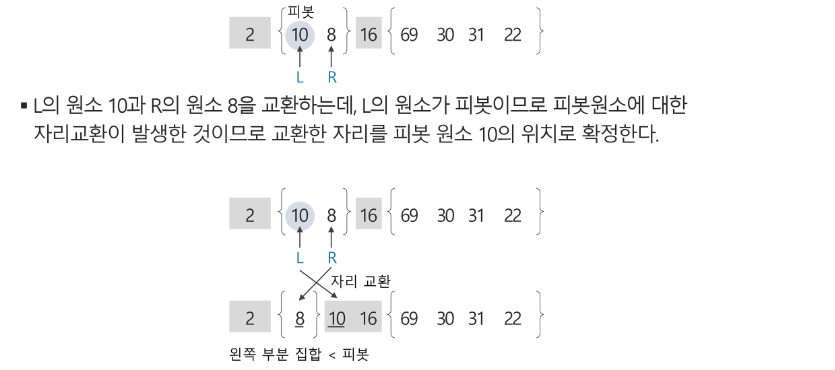 피봇
2 { 10 8 } 16 { 69 30 31 22 }
L R
▪ L의 원소 10과 R의 원소 8을 교환하는데, L의 원소가 피봇이므로 피봇원소에 대한
자리교환이 발생한 것이므로 교환한 자리를 피봇 원소 10의 위치로 확정한다.
2 { 10 8 } 16 { 69 30 31 22 }
L R
자리 교환
2 { 8 } 10 16 { 69 30 31 22 }
왼쪽 부분 집합 < 피봇